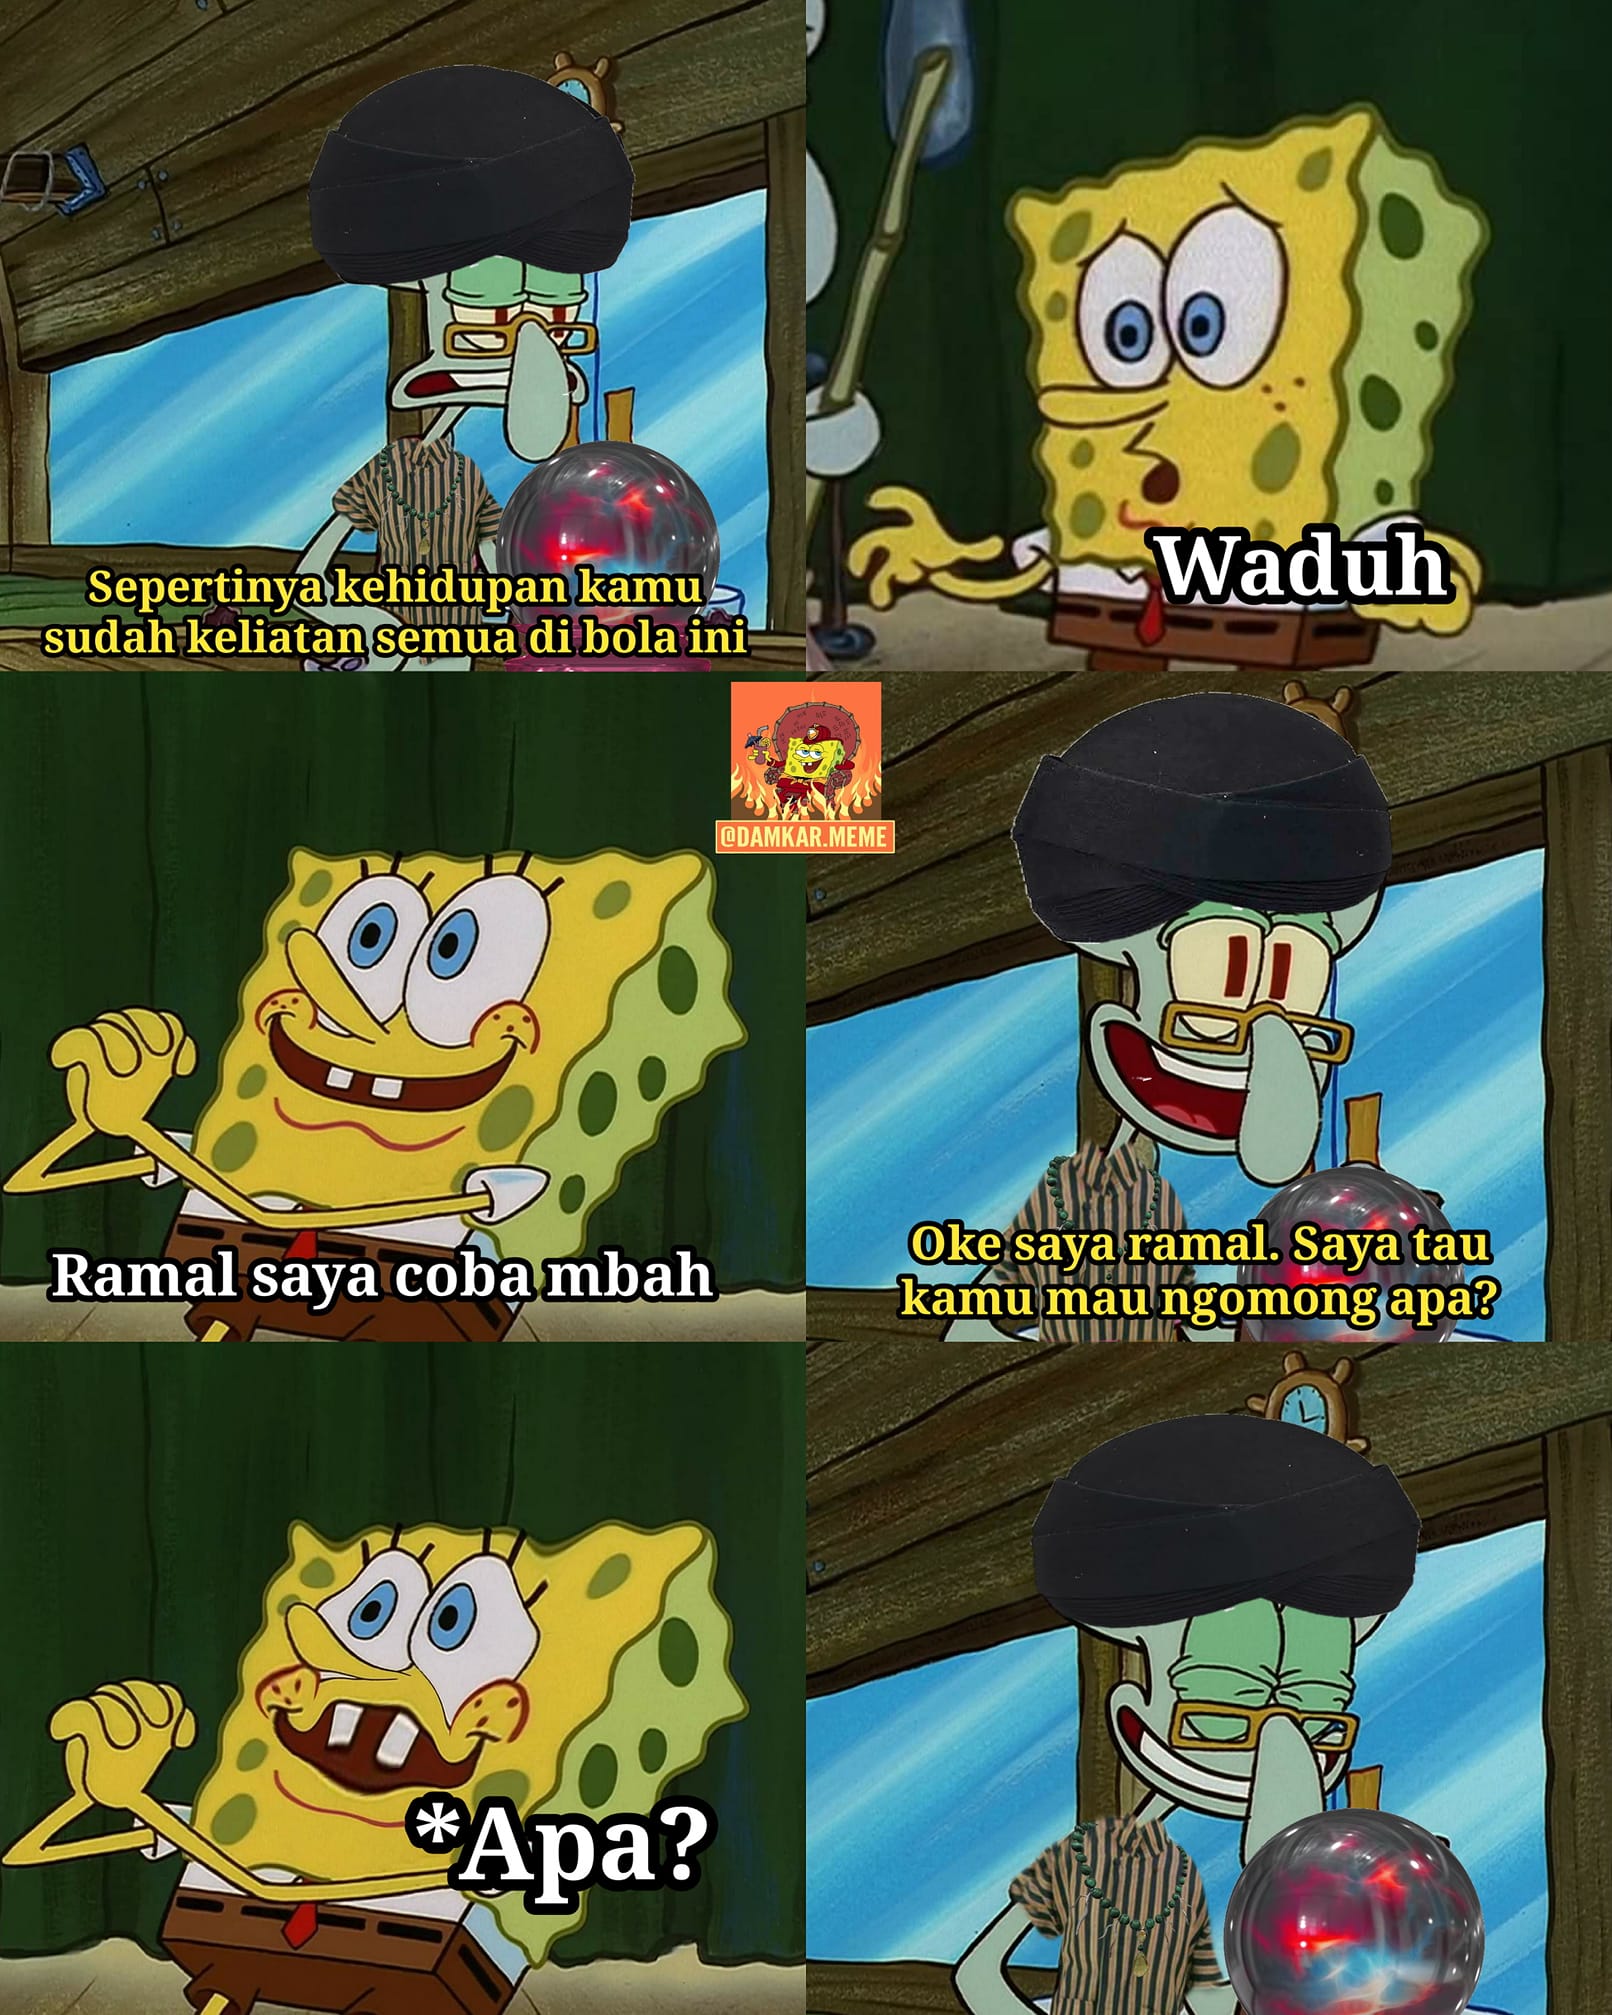 Sepertinya kehidupan kamu
sudah keliatan semua di bola ini
Waduh
@DAMKAR.MEME
Ramal saya coba mbah
Oke saya ramal. Saya tau
kamu mau ngomong apa?
*Apa?